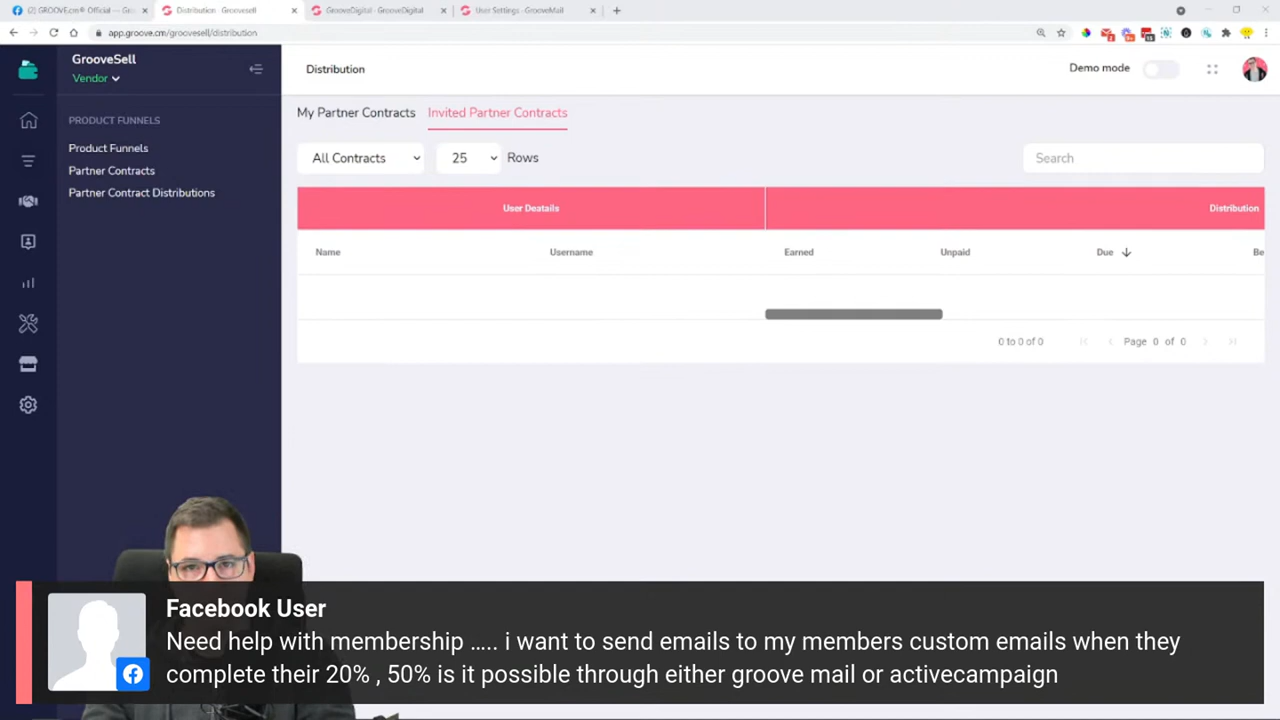 (2) GROOVE.cm® Official — Gro
Distribution - Groovesell
GrooveDigital - GrooveDigital
User Settings - GrooveMail
app.groove.cm/groovesell/distribution
GrooveSell
Vendor
Distribution
Demo mode
PRODUCT FUNNELS
Product Funnels
Partner Contracts
Partner Contract Distributions
My Partner Contracts
Invited Partner Contracts
All Contracts
25
Rows
Search
User Deatails
Distribution
Name
Username
Earned
Unpaid
Due
Be
0 to 0 of 0
Page 0 of 0
Facebook User
Need help with membership ..... i want to send emails to my members custom emails when they
complete their 20% , 50% is it possible through either groove mail or activecampaign